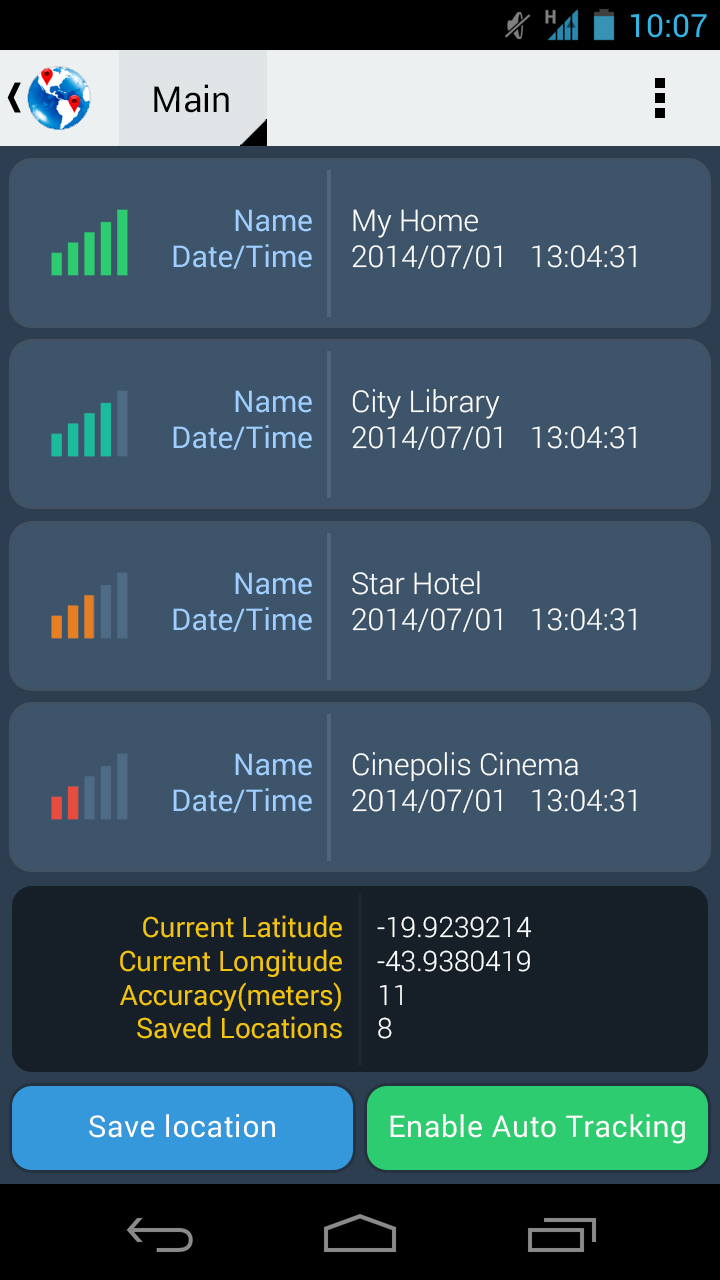 H 10:07
Main
Name My Home
Date/Time 2014/07/01 13:04:31
Name City Library
Date/Time 2014/07/01 13:04:31
Name Star Hotel
Date/Time 2014/07/01 13:04:31
Name Cinepolis Cinema
Date/Time 2014/07/01 13:04:31
Current Latitude -19.9239214
Current Longitude -43.9380419
Accuracy(meters) 11
Saved Locations 8
Save location Enable Auto Tracking